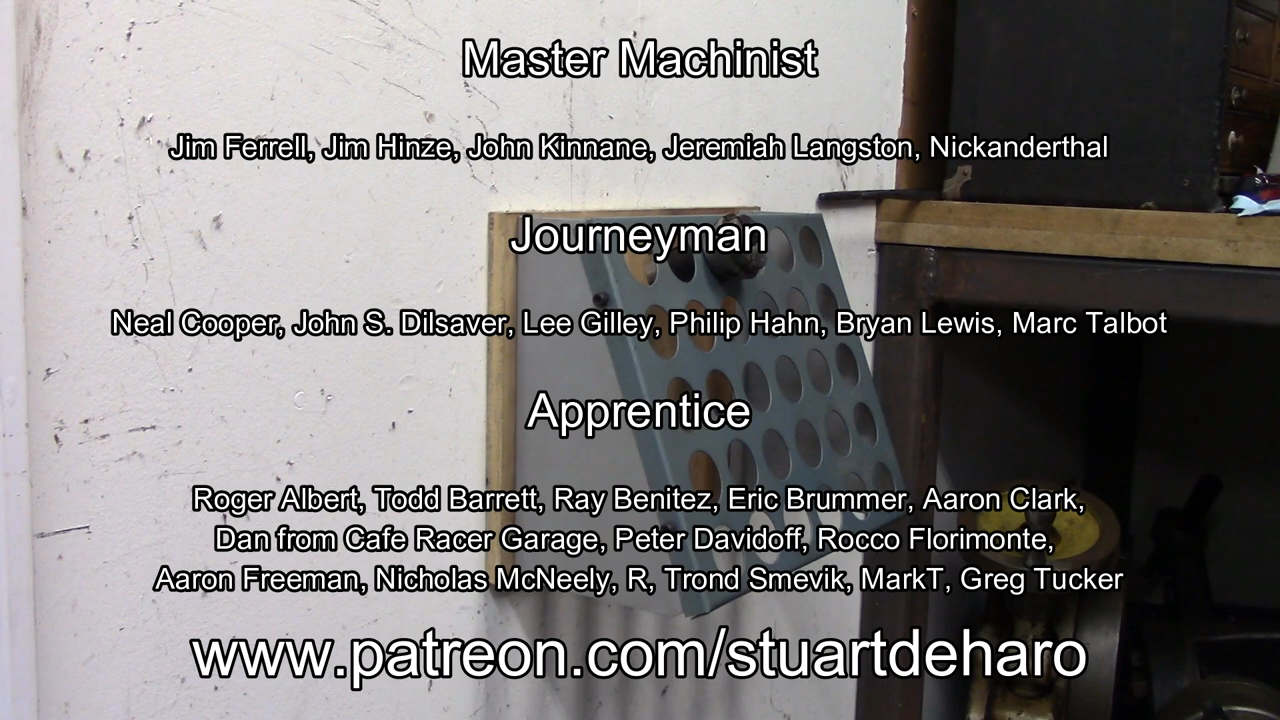 Master Machinist
Jim Ferrell, Jim Hinze, John Kinnane, Jeremiah Langston, Nickanderthal
Journeyman
Neal Cooper, John S. Dilsaver, Lee Gilley, Philip Hahn, Bryan Lewis, Marc Talbot
Apprentice
Roger Albert, Todd Barrett, Ray Benitez, Eric Brummer, Aaron Clark,
Dan from Cafe Racer Garage, Peter Davidoff, Rocco Florimonte,
Aaron Freeman, Nicholas McNeely, R, Trond Smevik, MarkT, Greg Tucker
www.patreon.com/stuartdeharo